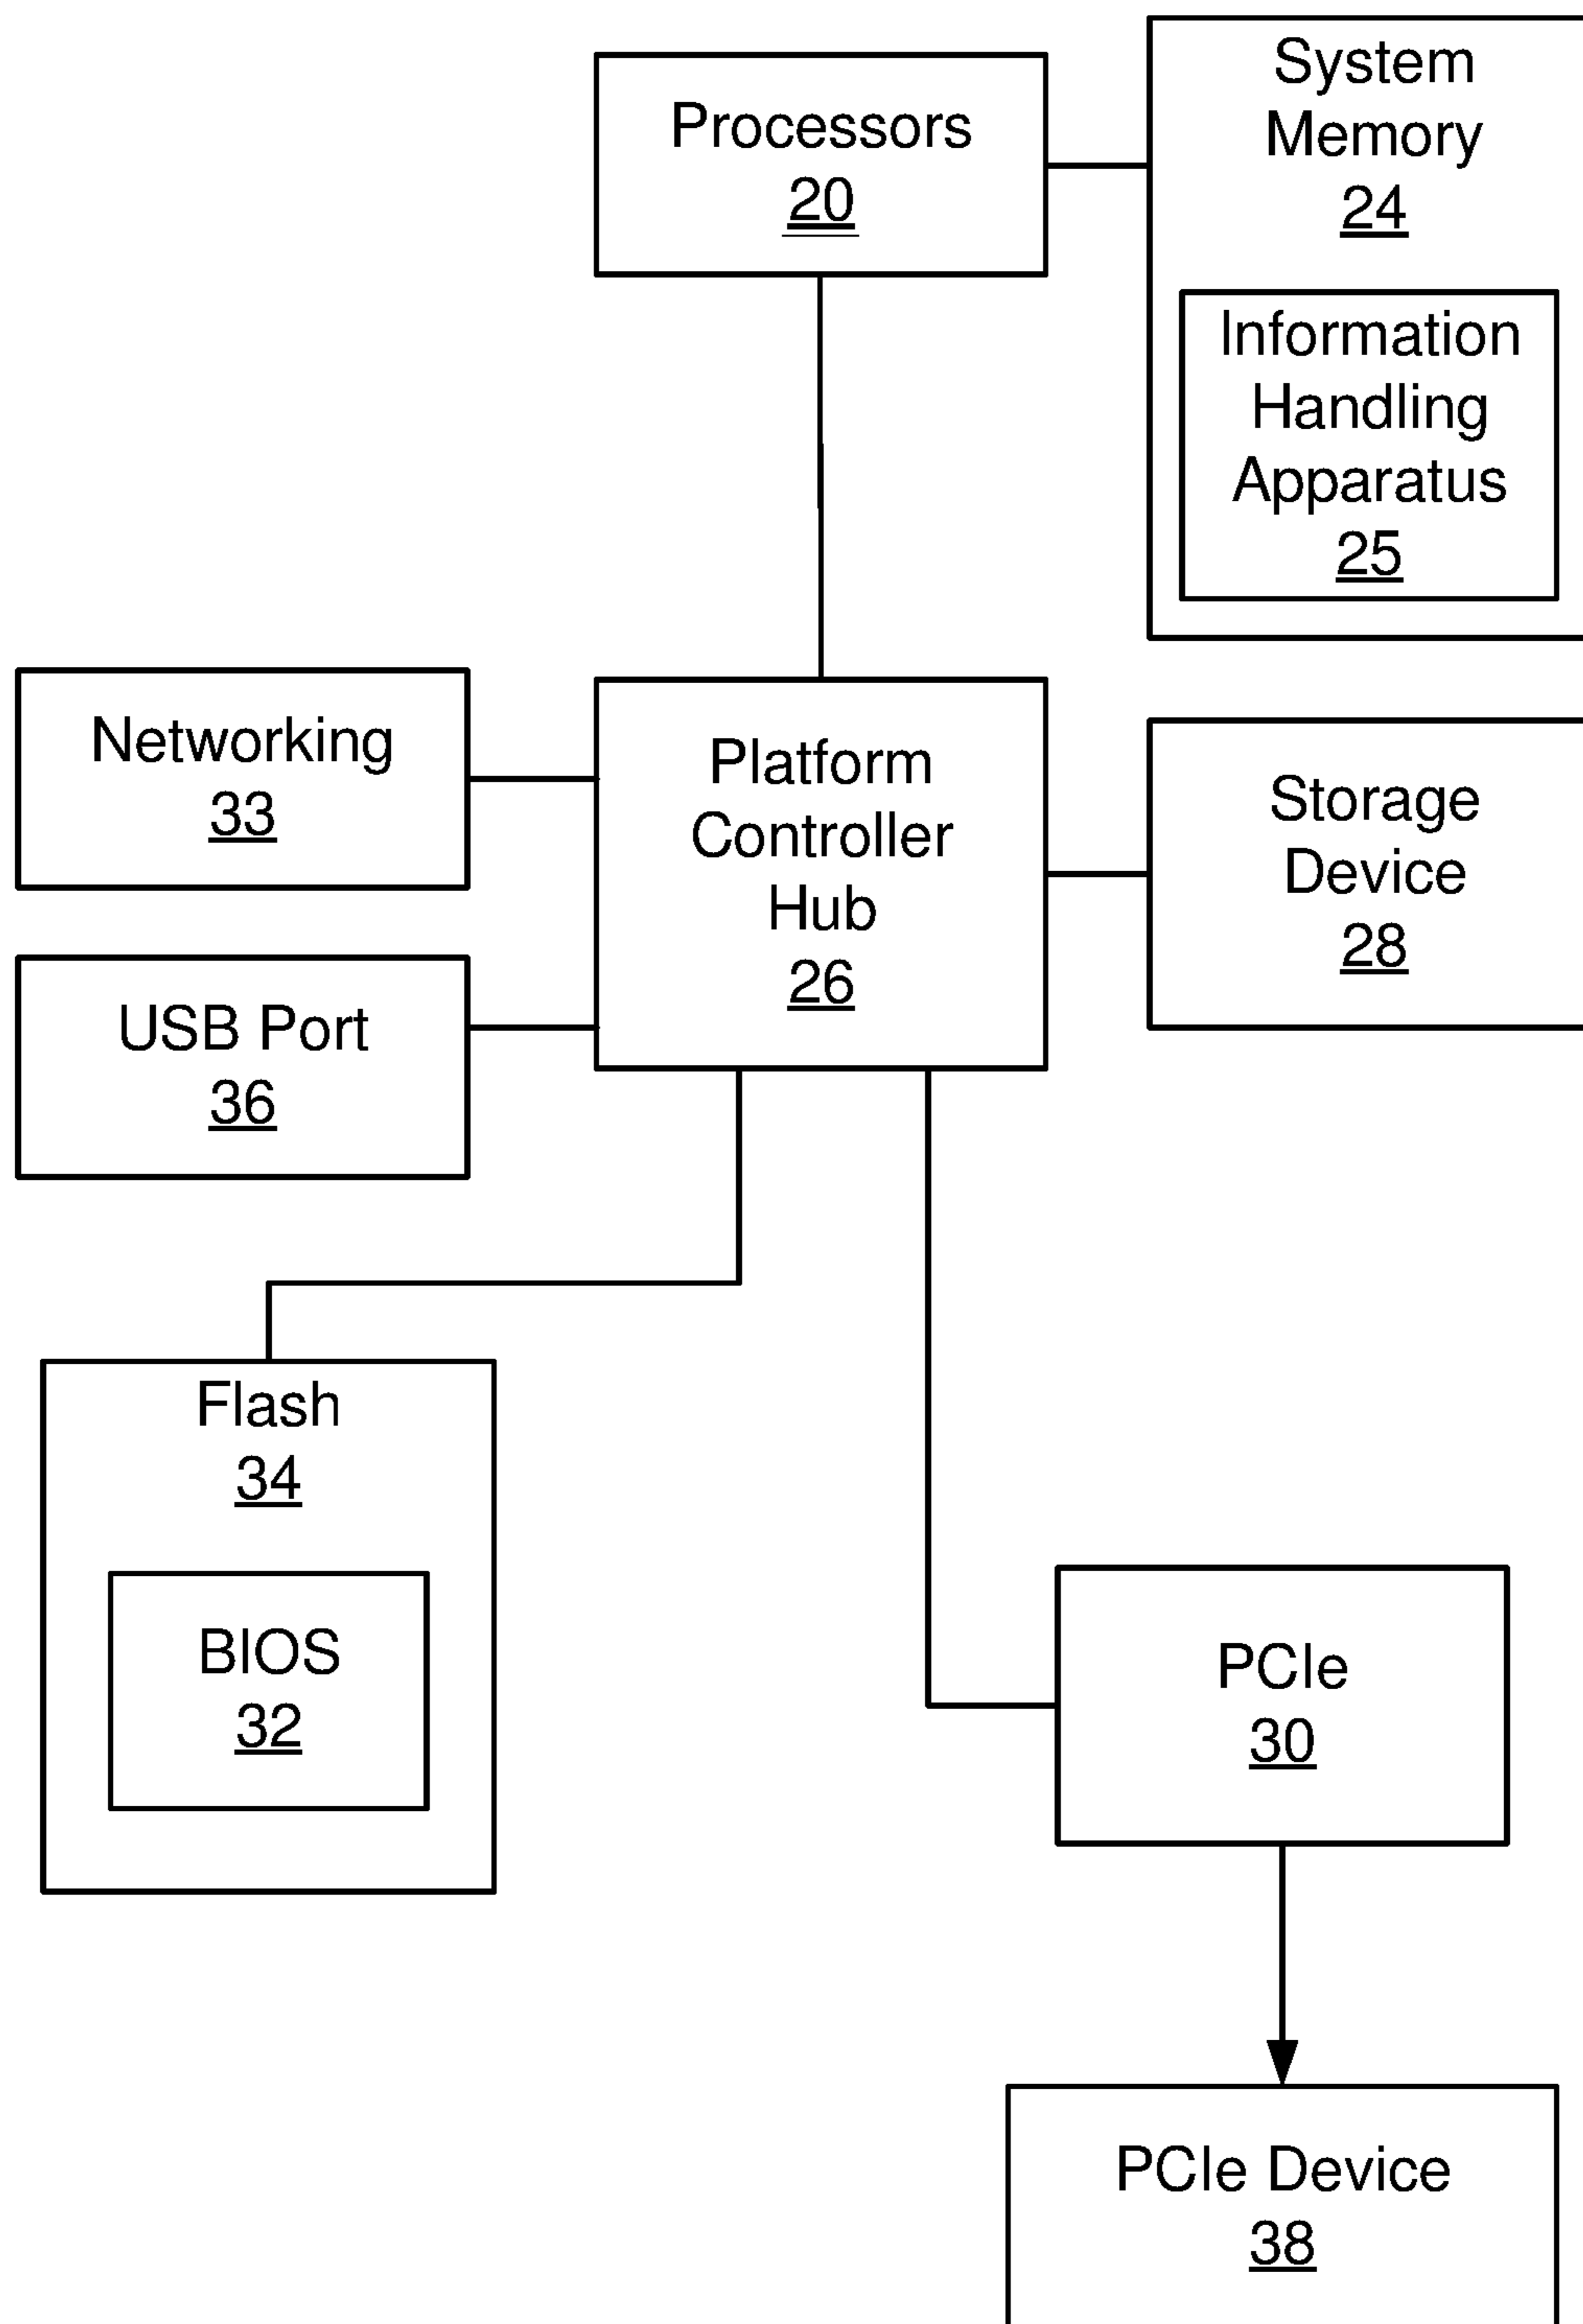 Processors
20
System
Memory
24
Information
Handling
Apparatus
25
Networking
33
Platform
Controller
Hub
26
Storage
Device
28
USB Port
36
Flash
34
BIOS
32
PCIe
30
PCIe Device
38